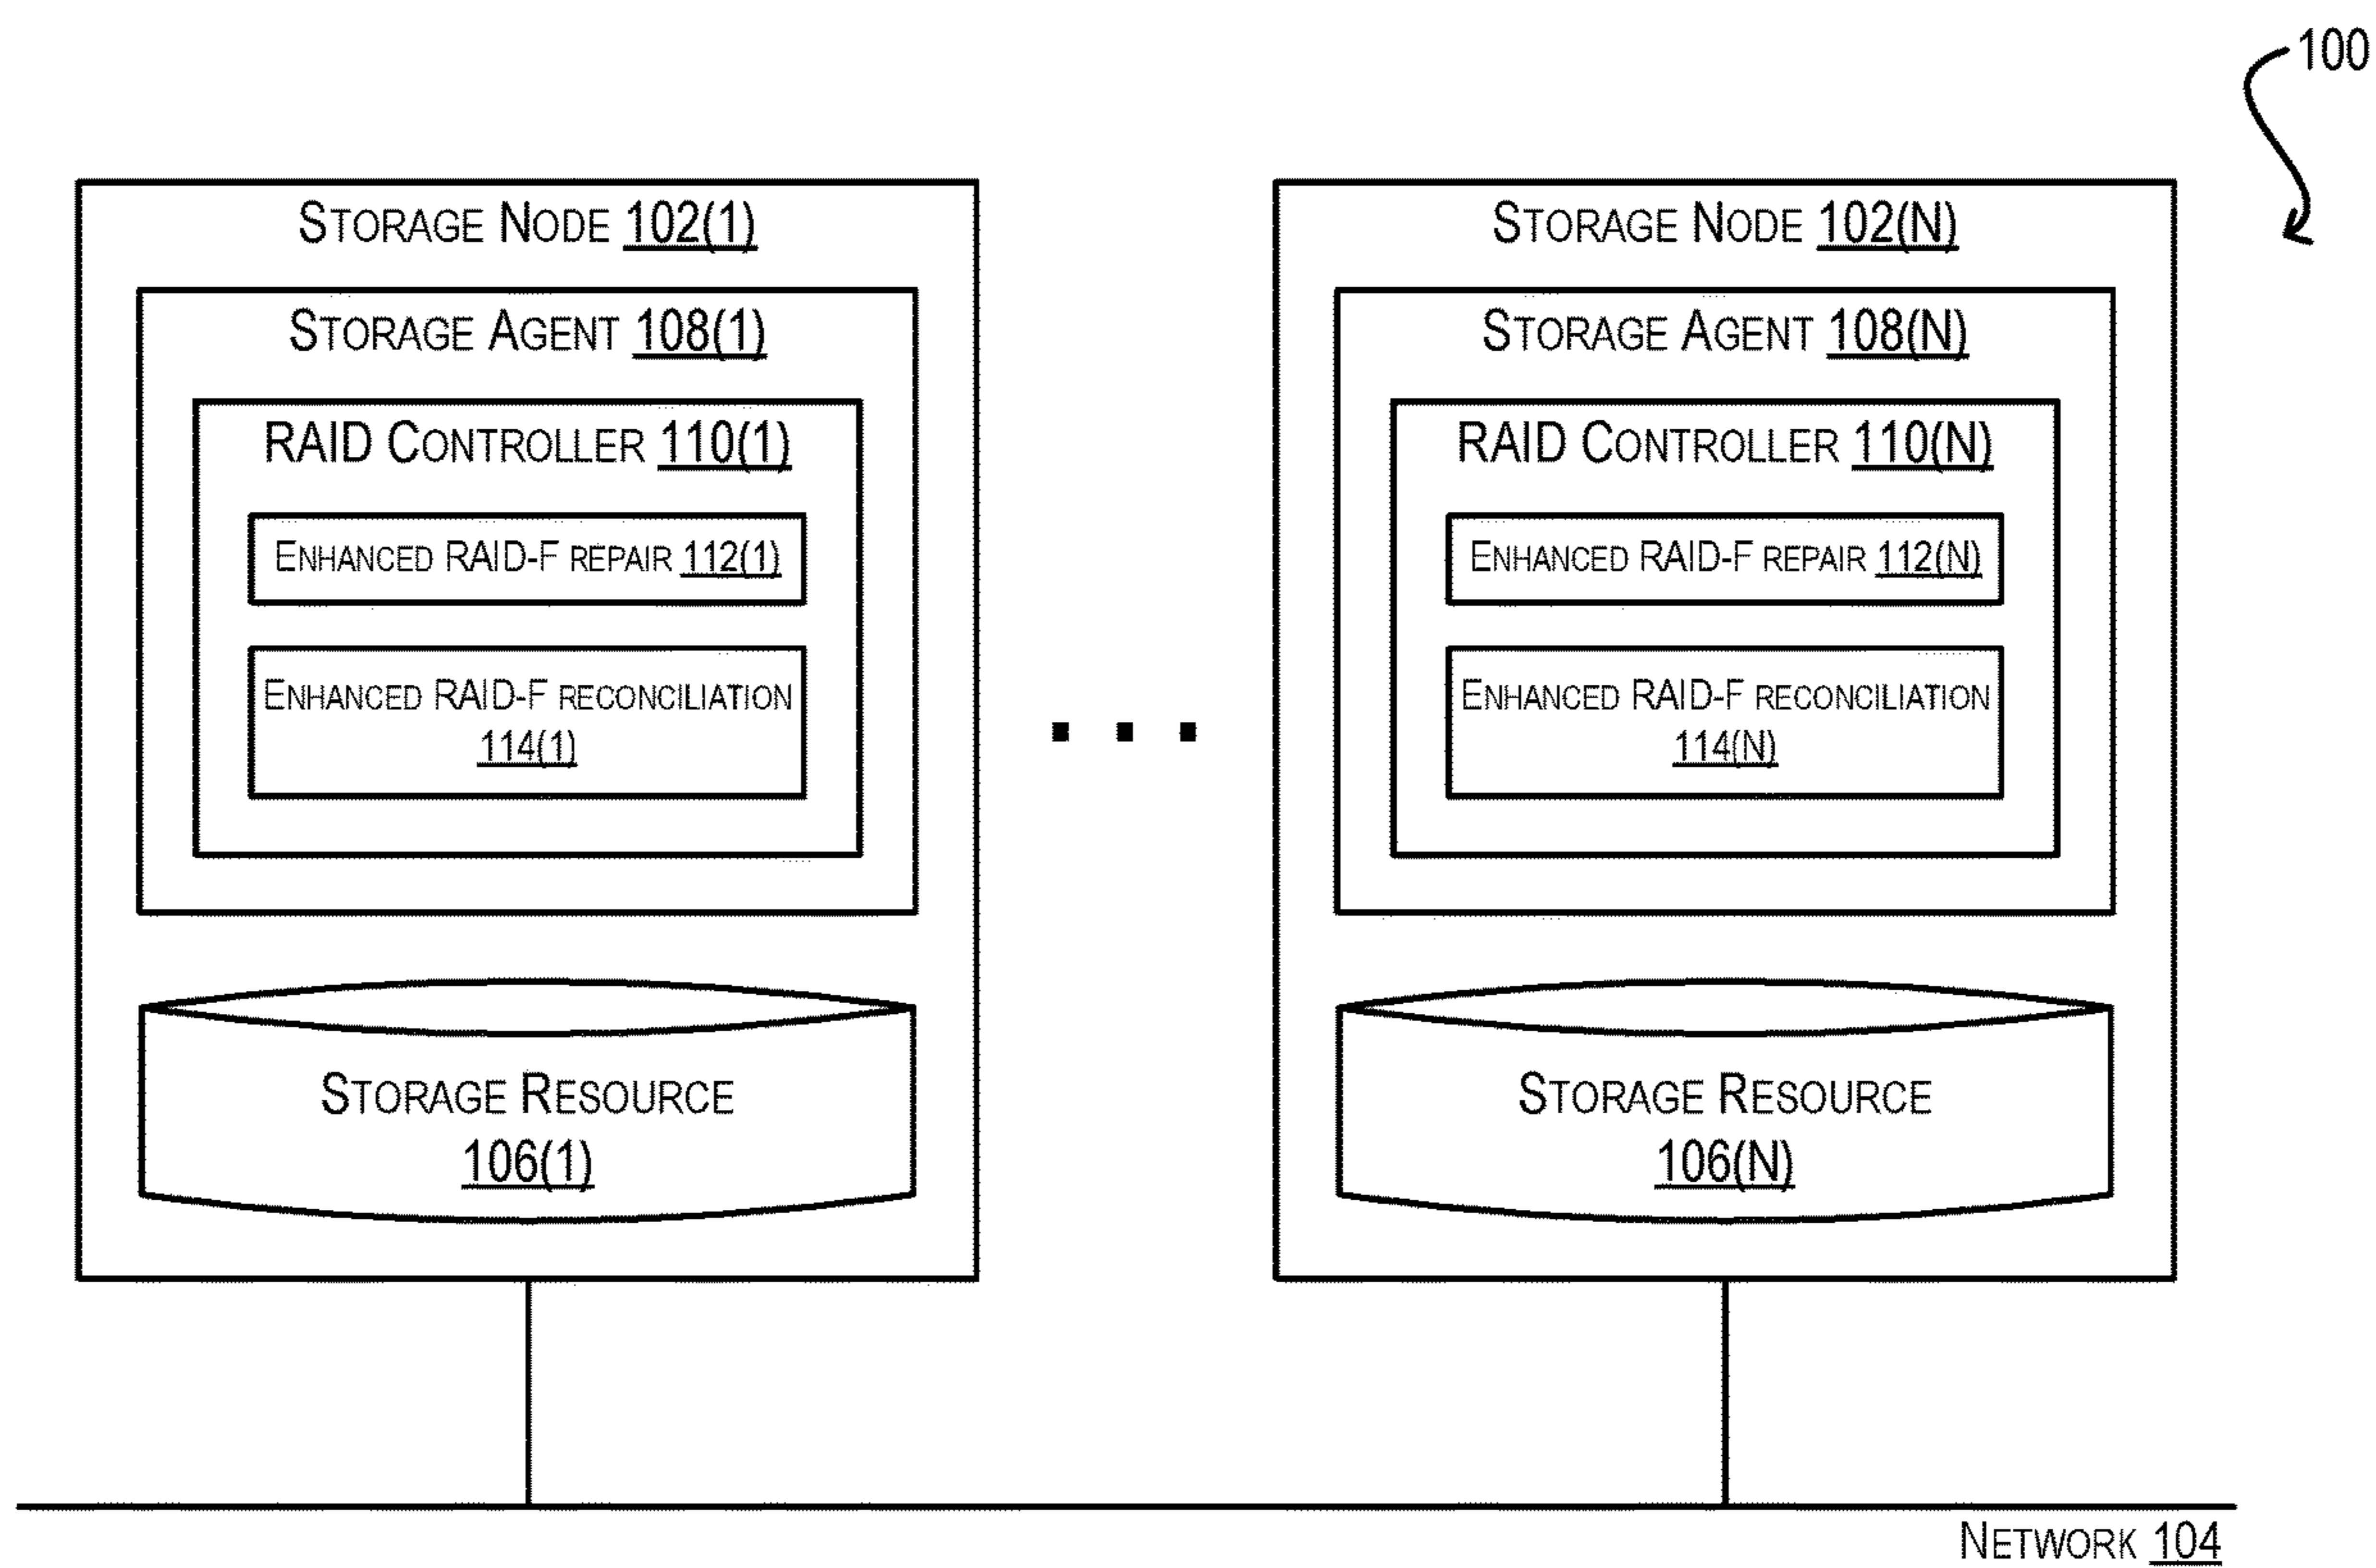 100
Storage Node 102(1)
Storage Agent 108(1)
RAID Controller 110(1)
Enhanced RAID-F repair 112(1)
Enhanced RAID-F reconciliation
114(1)
Storage Resource
106(1)
Storage Node 102(N)
Storage Agent 108(N)
RAID Controller 110(N)
Enhanced RAID-F repair 112(N)
Enhanced RAID-F reconciliation
114(N)
Storage Resource
106(N)
Network 104